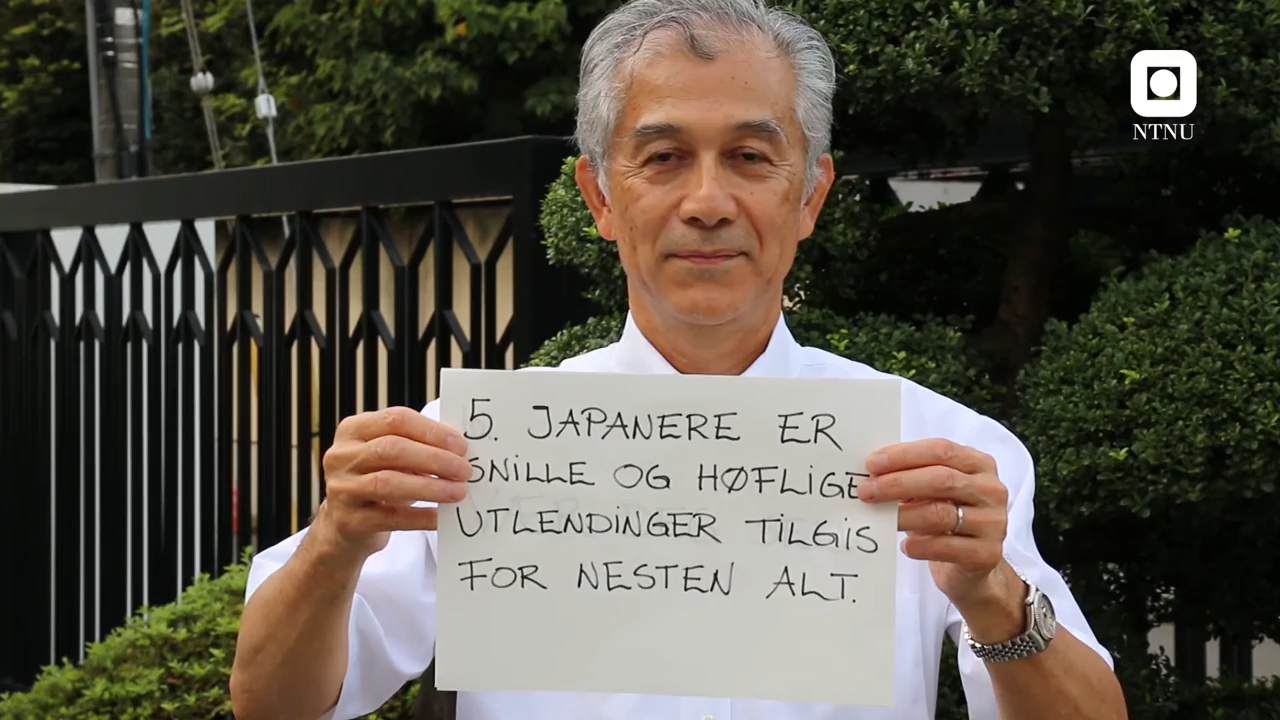 NTNU
5. JAPANERE ER
SNILLE OG HØFLIGE
UTLENDINGER TILGIS
FOR NESTEN ALT.